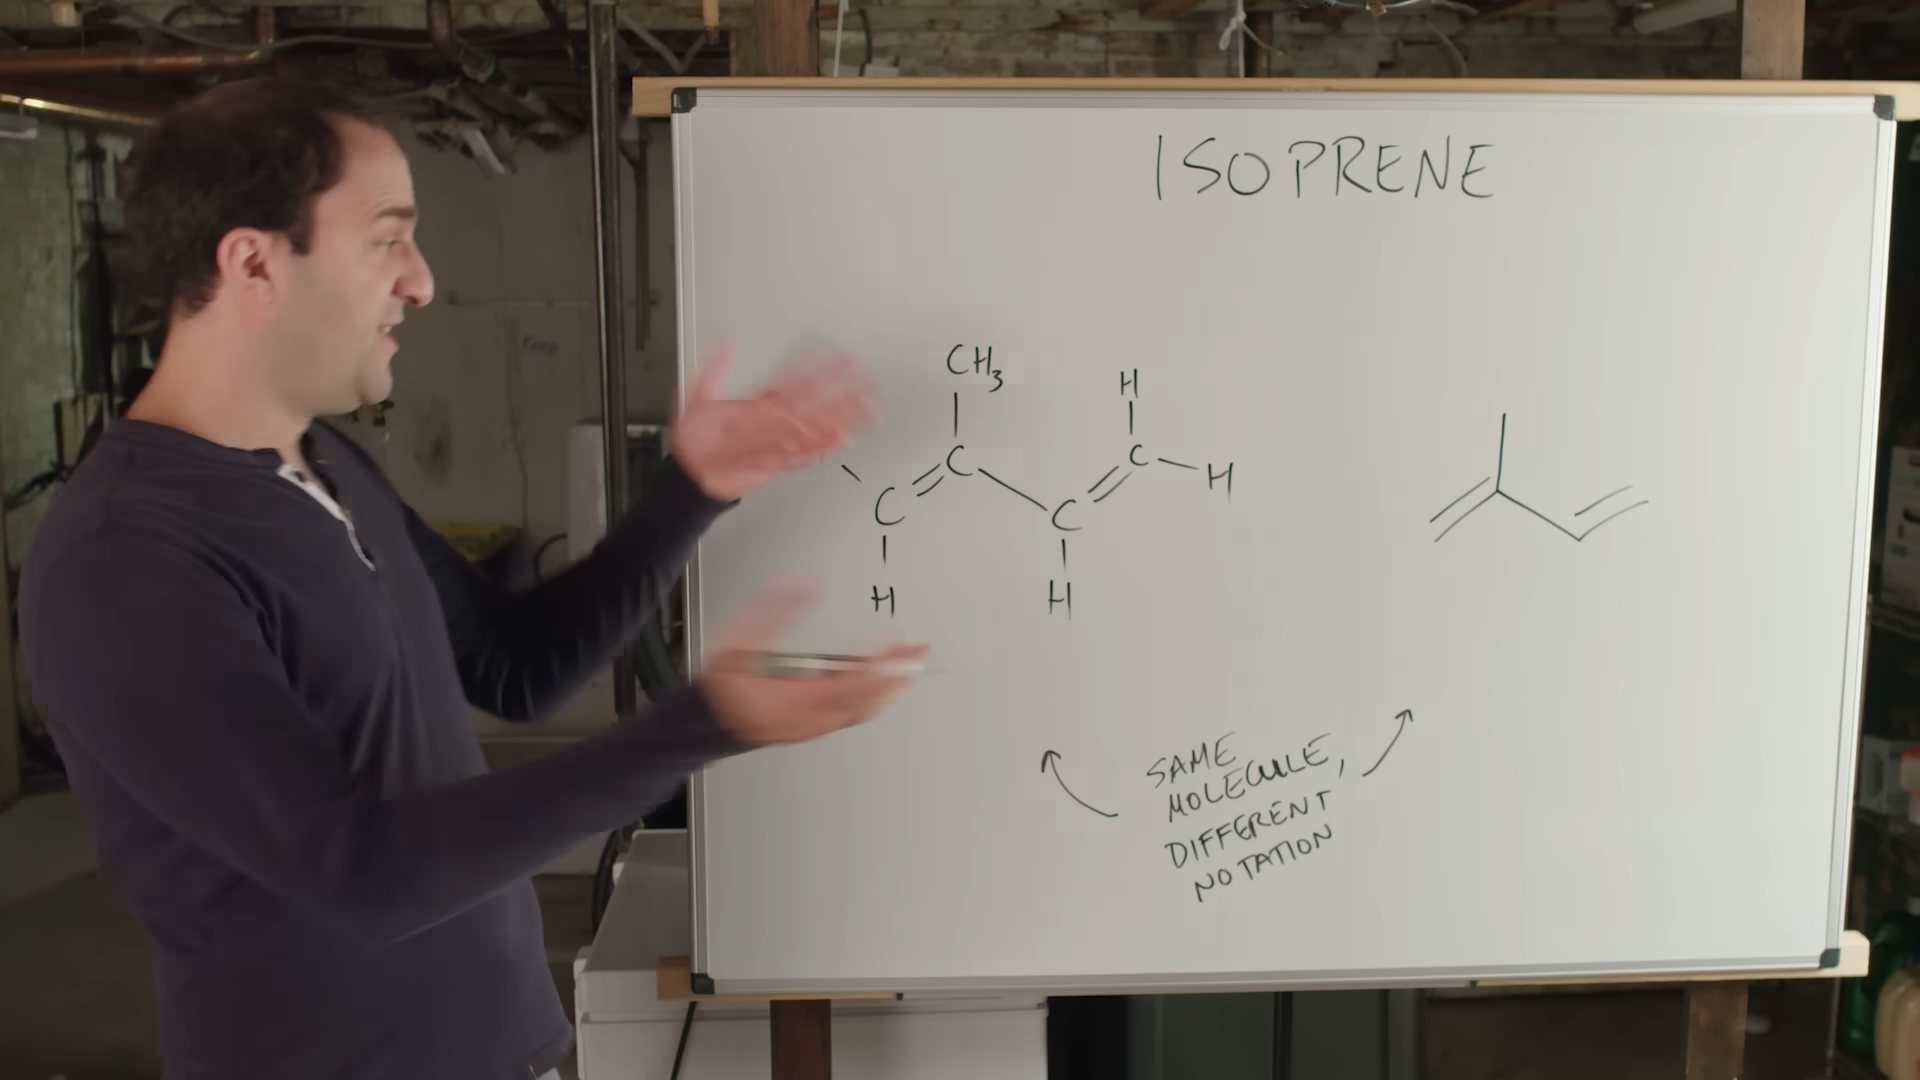 ISOPRENE
CH3
H
C C C H
C
H H
SAME
MOLECULE,
DIFFERENT
NOTATION